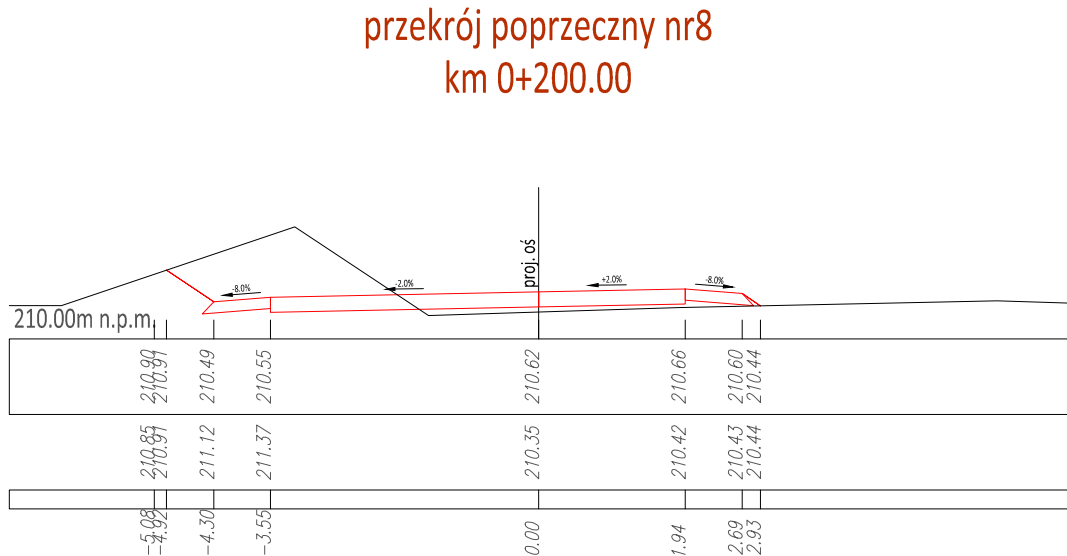 przekrój poprzeczny nr8
km 0+200.00
proj. oś
-8.0%
-2.0%
+2.0%
-8.0%
210.00m n.p.m.
210.90 210.91 210.49 210.55 210.62 210.66 210.60 210.44
210.85 210.91 211.12 211.37 210.35 210.42 210.43 210.44
-5.08 -4.92 -4.30 -3.55 0.00 1.94 2.69 2.93